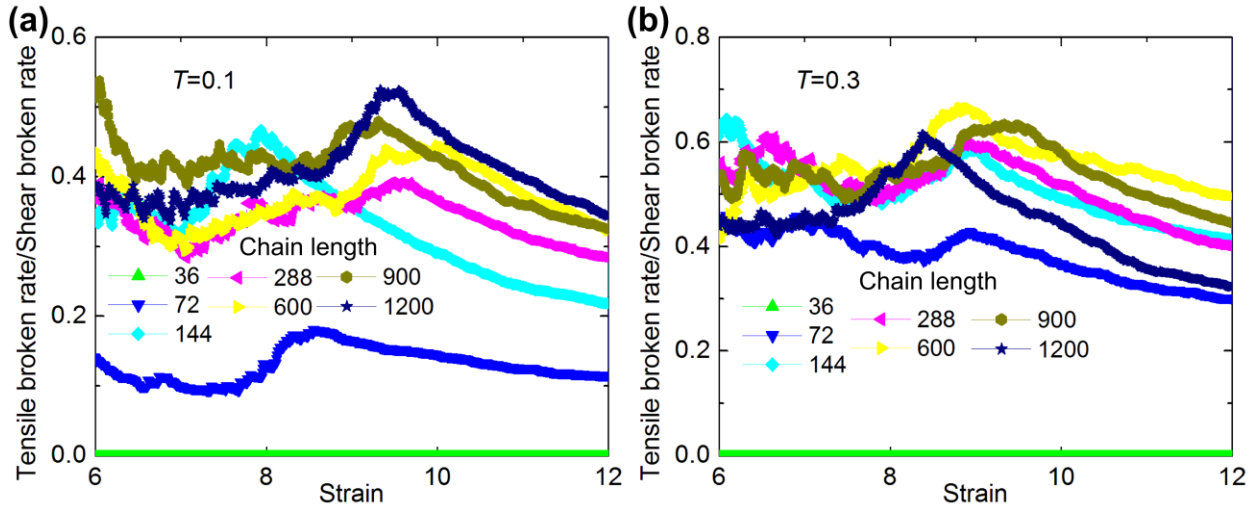 (a)
Tensile broken rate/Shear broken rate
0.6
0.4
0.2
0.0
T=0.1
Chain length
36
72
144
288
600
900
1200
6 8 10 12
Strain
(b)
Tensile broken rate/Shear broken rate
0.8
0.6
0.4
0.2
0.0
T=0.3
Chain length
36
72
144
288
600
900
1200
6 8 10 12
Strain